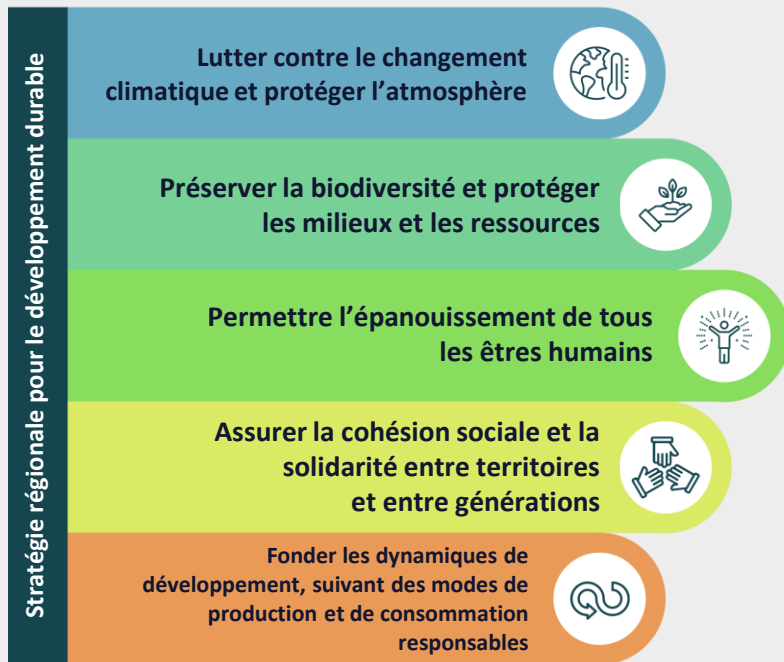 Stratégie régionale pour le développement durable
Lutter contre le changement
climatique et protéger l’atmosphère
Préserver la biodiversité et protéger
les milieux et les ressources
Permettre l’épanouissement de tous
les êtres humains
Assurer la cohésion sociale et la
solidarité entre territoires
et entre générations
Fonder les dynamiques de
développement, suivant des modes de
production et de consommation
responsables